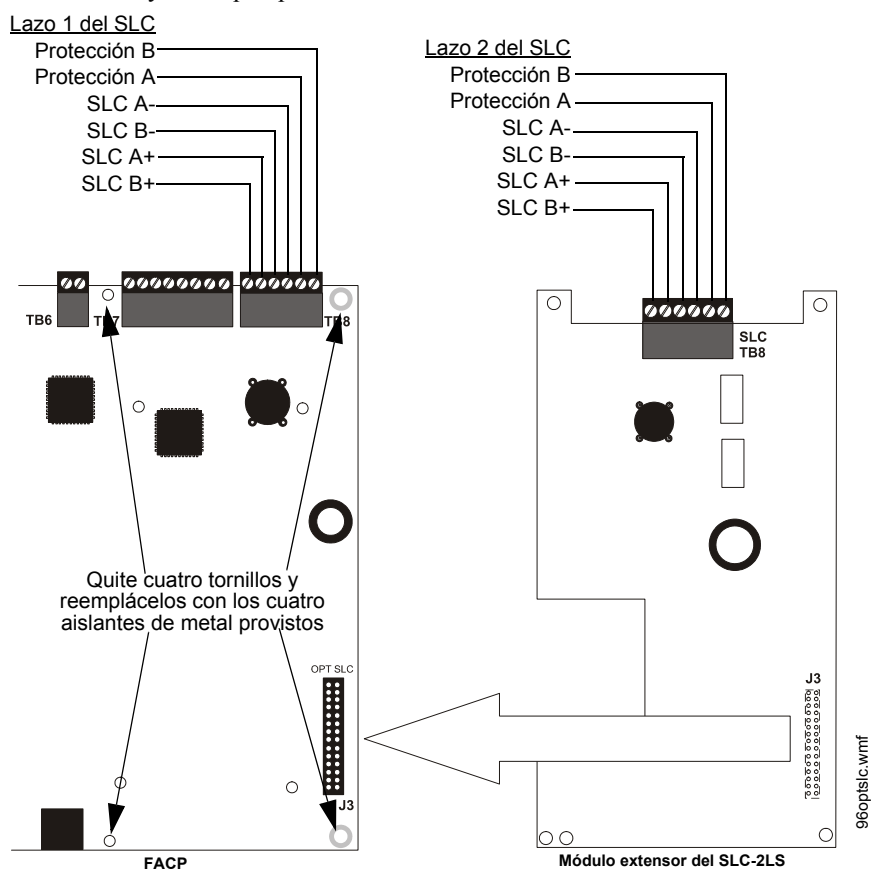 Lazo 1 del SLC
Protección B
Protección A
SLC A-
SLC B-
SLC A+
SLC B+
Lazo 2 del SLC
Protección B
Protección A
SLC A-
SLC B-
SLC A+
SLC B+
TB6
TB7
TB8
SLC
TB8
Quite cuatro tornillos y
reemplácelos con los cuatro
aislantes de metal provistos
OPT SLC
J3
J3
FACP
Módulo extensor del SLC-2LS
96optslc.wmf